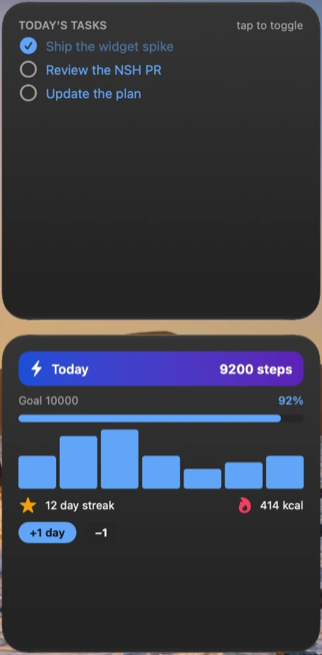 TODAY'S TASKS tap to toggle
Ship the widget spike
Review the NSH PR
Update the plan
Today 9200 steps
Goal 10000 92%
12 day streak 414 kcal
+1 day −1